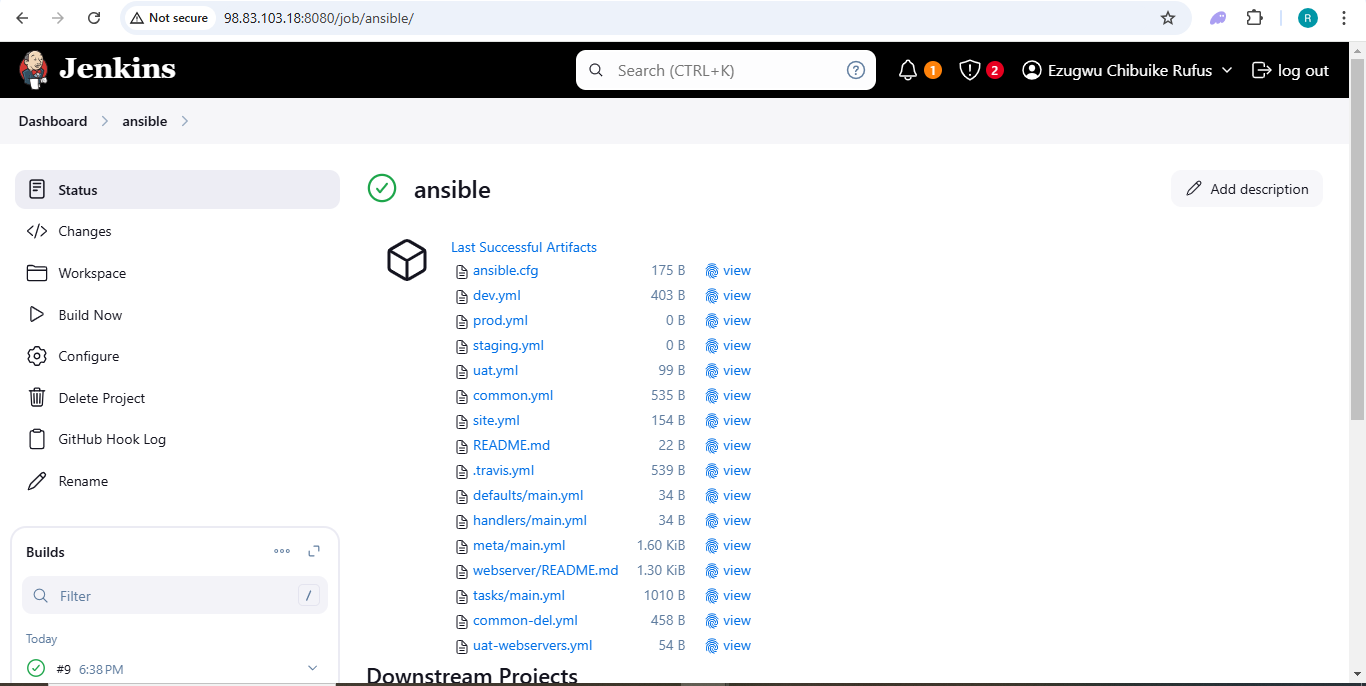 Not secure 98.83.103.18:8080/job/ansible/
R
Jenkins
Search (CTRL+K)
?
1
2
Ezugwu Chibuike Rufus
log out
Dashboard > ansible >
Status
Changes
Workspace
Build Now
Configure
Delete Project
GitHub Hook Log
Rename
Builds
Filter /
Today
#9 6:38 PM
ansible
Add description
Last Successful Artifacts
ansible.cfg 175 B view
dev.yml 403 B view
prod.yml 0 B view
staging.yml 0 B view
uat.yml 99 B view
common.yml 535 B view
site.yml 154 B view
README.md 22 B view
.travis.yml 539 B view
defaults/main.yml 34 B view
handlers/main.yml 34 B view
meta/main.yml 1.60 KiB view
webserver/README.md 1.30 KiB view
tasks/main.yml 1010 B view
common-del.yml 458 B view
uat-webservers.yml 54 B view
Downstream Projects